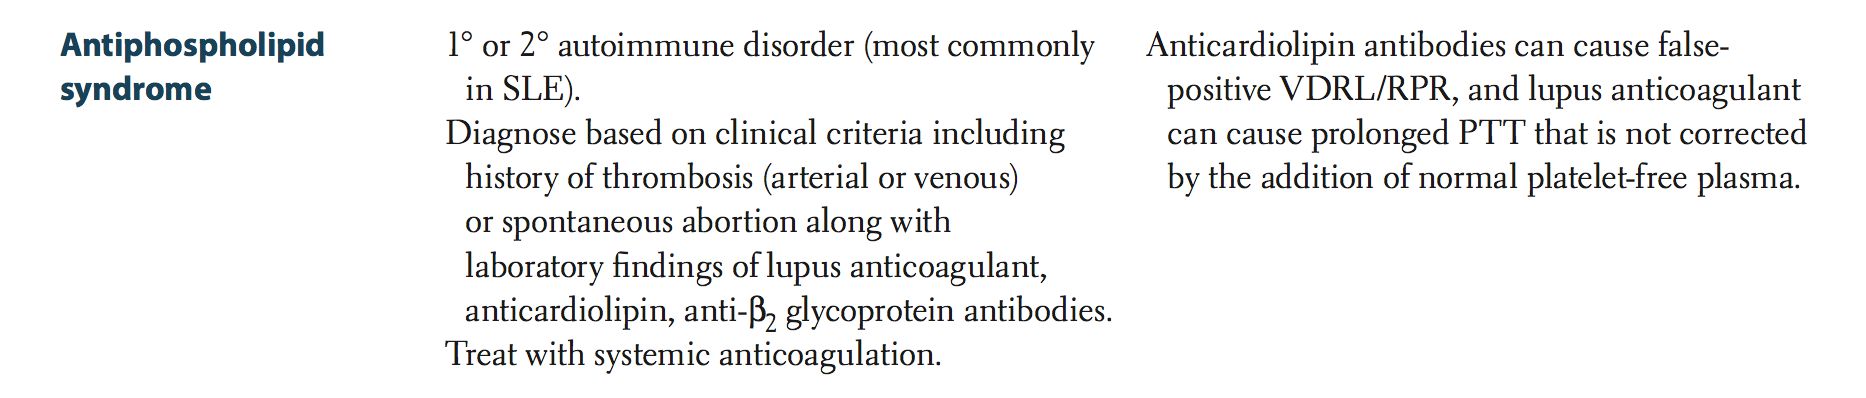 Antiphospholipid
syndrome
1° or 2° autoimmune disorder (most commonly
in SLE).
Diagnose based on clinical criteria including
history of thrombosis (arterial or venous)
or spontaneous abortion along with
laboratory findings of lupus anticoagulant,
anticardiolipin, anti-β₂ glycoprotein antibodies.
Treat with systemic anticoagulation.
Anticardiolipin antibodies can cause false-
positive VDRL/RPR, and lupus anticoagulant
can cause prolonged PTT that is not corrected
by the addition of normal platelet-free plasma.